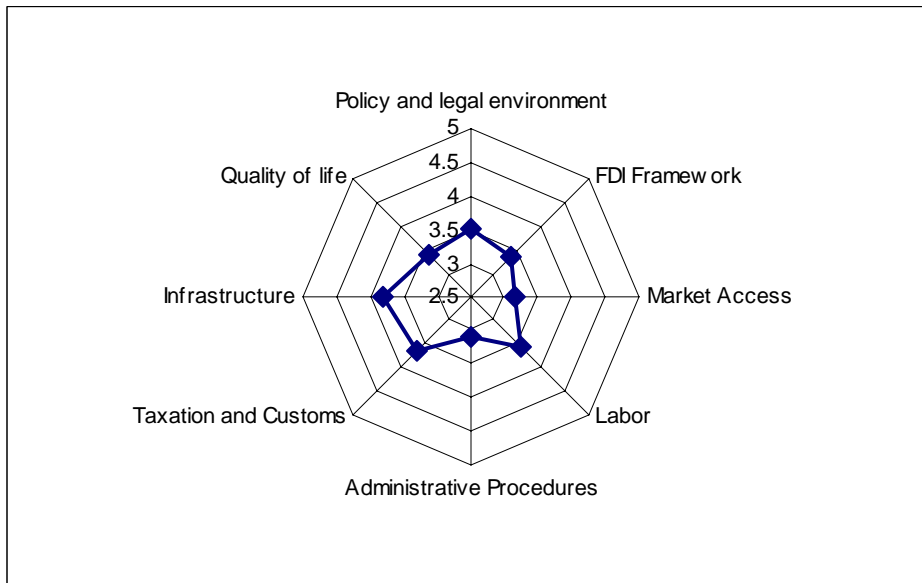 Policy and legal environment
5
4.5
4
3.5
3
2.5
Quality of life
FDI Framework
Infrastructure
Market Access
Taxation and Customs
Labor
Administrative Procedures